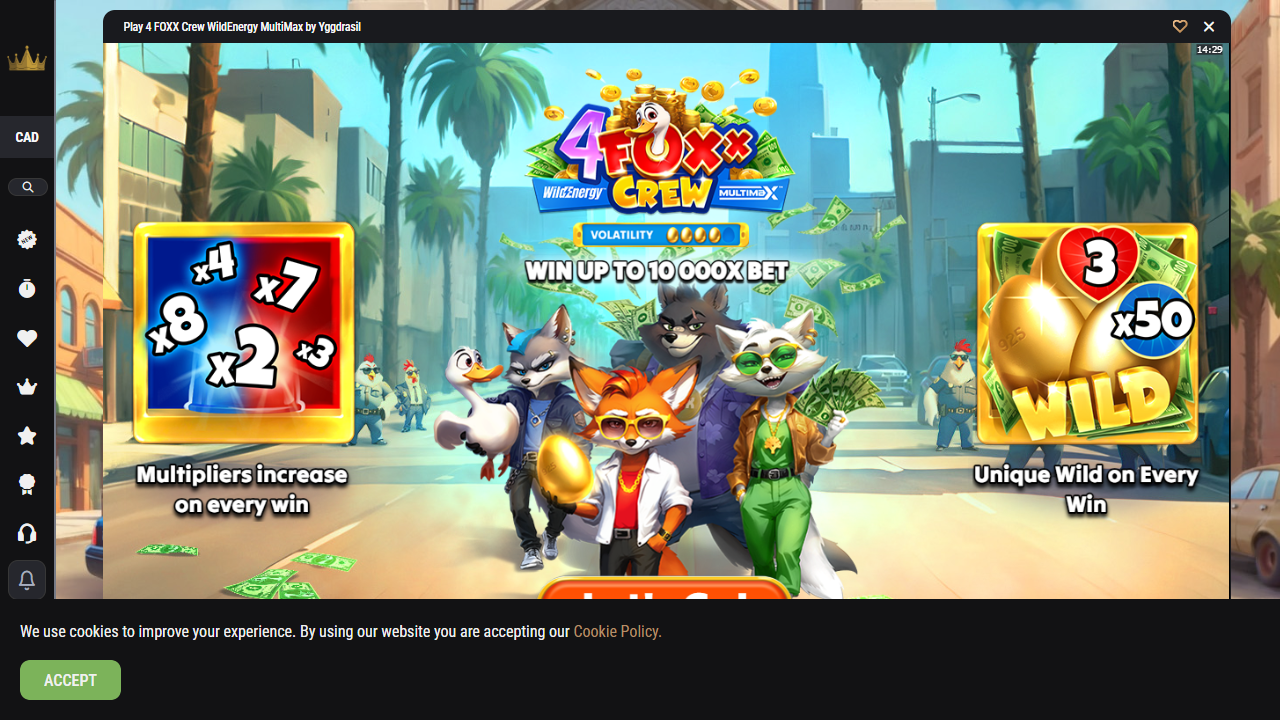 Play 4 FOXX Crew WildEnergy MultiMax by Yggdrasil
14:29
CAD
NEW
4 FOXX
WildEnergy CREW MULTIMAX
VOLATILITY
WIN UP TO 10 000X BET
x4
x7
x8
x2
x3
3
x50
925
WILD
Multipliers increase
on every win
Unique Wild on Every
Win
We use cookies to improve your experience. By using our website you are accepting our Cookie Policy.
ACCEPT